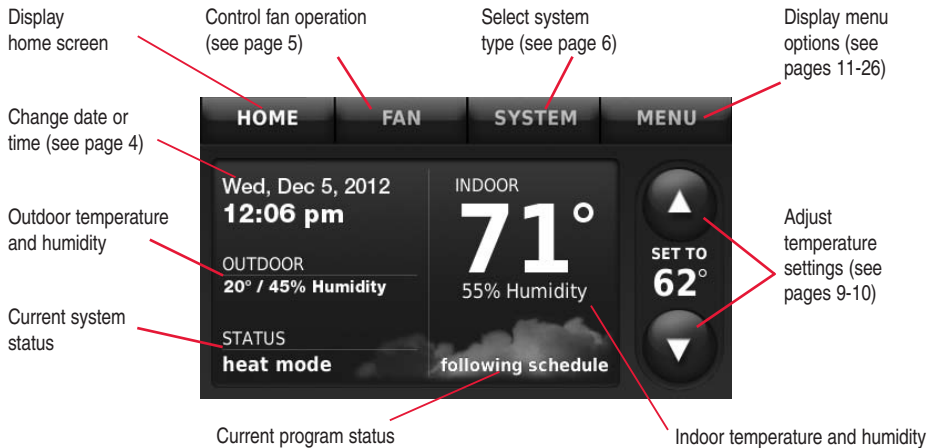 Display
home screen
Control fan operation
(see page 5)
Select system
type (see page 6)
Display menu
options (see
pages 11-26)
Change date or
time (see page 4)
Outdoor temperature
and humidity
Current system
status
HOME
FAN
SYSTEM
MENU
Wed, Dec 5, 2012
12:06 pm
OUTDOOR
20° / 45% Humidity
STATUS
heat mode
INDOOR
71°
55% Humidity
following schedule
SET TO
62°
Adjust
temperature
settings (see
pages 9-10)
Current program status
Indoor temperature and humidity